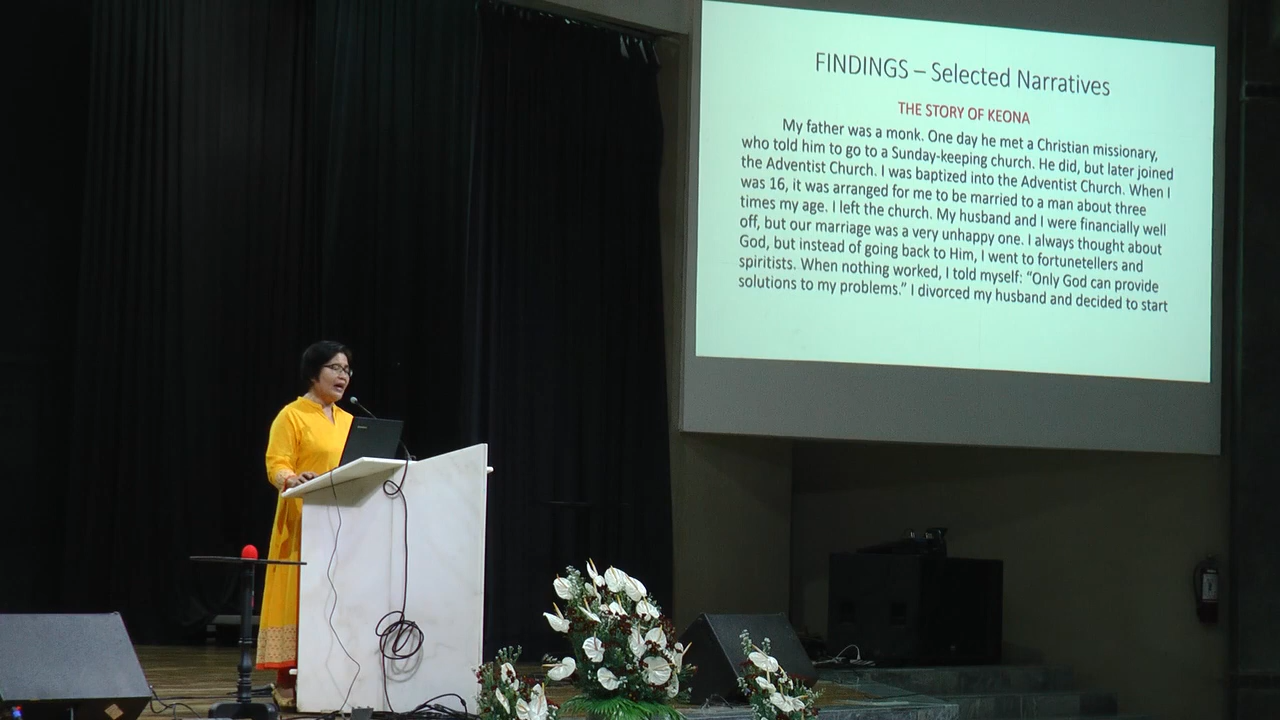 FINDINGS – Selected Narratives
THE STORY OF KEONA
My father was a monk. One day he met a Christian missionary,
who told him to go to a Sunday-keeping church. He did, but later joined
the Adventist Church. I was baptized into the Adventist Church. When I
was 16, it was arranged for me to be married to a man about three
times my age. I left the church. My husband and I were financially well
off, but our marriage was a very unhappy one. I always thought about
God, but instead of going back to Him, I went to fortunetellers and
spiritists. When nothing worked, I told myself: “Only God can provide
solutions to my problems.” I divorced my husband and decided to start